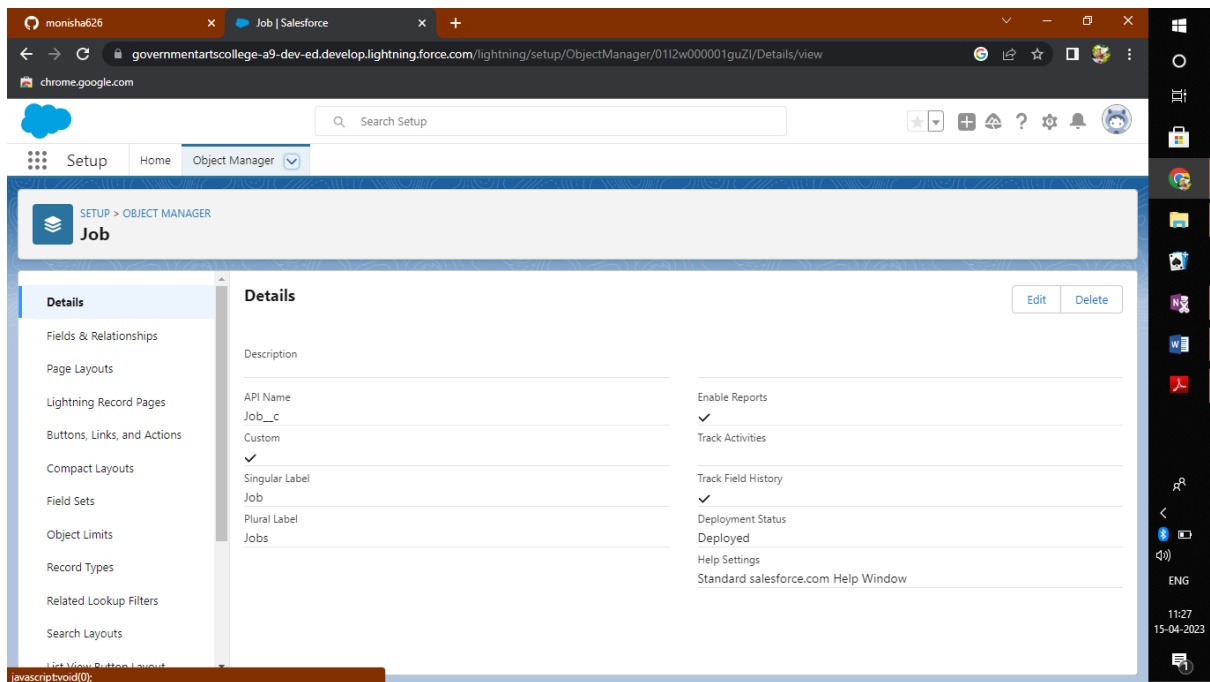 monisha626
Job | Salesforce
governmentartscollege-a9-dev-ed.develop.lightning.force.com/lightning/setup/ObjectManager/01I2w000001guZI/Details/view
chrome.google.com
Search Setup
Setup
Home
Object Manager
SETUP > OBJECT MANAGER
Job
Details
Fields & Relationships
Page Layouts
Lightning Record Pages
Buttons, Links, and Actions
Compact Layouts
Field Sets
Object Limits
Record Types
Related Lookup Filters
Search Layouts
List View Button Layout
Details
Edit
Delete
Description
API Name
Job__c
Custom
Singular Label
Job
Plural Label
Jobs
Enable Reports
Track Activities
Track Field History
Deployment Status
Deployed
Help Settings
Standard salesforce.com Help Window
javascript:void(0);
ENG
11:27
15-04-2023
1